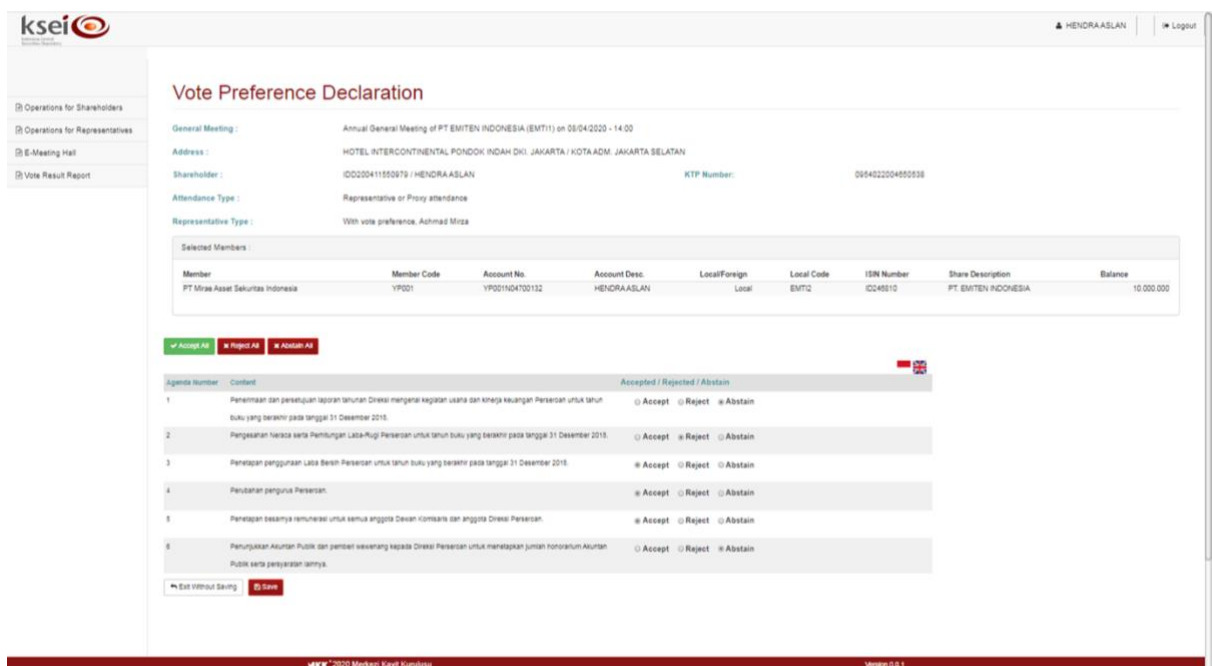 ksei
HENDRA ASLAN
Logout
Vote Preference Declaration
Operations for Shareholders
Operations for Representatives
E-Meeting Hall
Vote Result Report
General Meeting : Annual General Meeting of PT EMITEN INDONESIA (EMTI1) on 08/04/2020 - 14:00
Address : HOTEL INTERCONTINENTAL PONDOK INDAH DKI. JAKARTA / KOTA ADM. JAKARTA SELATAN
Shareholder : IDD200411550979 / HENDRA ASLAN KTP Number:
Attendance Type : Representative or Proxy attendance
Representative Type : With vote preference, Achmad Mirza
Selected Members :
Member Member Code Account No. Account Desc. Local/Foreign Local Code ISIN Number Share Description Balance
PT Mirae Asset Sekuritas Indonesia YP001 YP001N04700132 HENDRA ASLAN Local EMTI2 ID246810 PT. EMITEN INDONESIA 10.000.000
Accept All Reject All Abstain All
Agenda Number Content Accepted / Rejected / Abstain
1 Penerimaan dan persetujuan laporan tahunan Direksi mengenai kegiatan usaha dan kinerja keuangan Perseroan untuk tahun
buku yang berakhir pada tanggal 31 Desember
Accept Reject Abstain
2 Pengesahan Neraca serta Perhitungan Laba-Rugi Perseroan untuk tahun buku yang berakhir pada tanggal 31 Desember
Accept Reject Abstain
3 Penetapan penggunaan Laba Bersih Perseroan untuk tahun buku yang berakhir pada tanggal 31 Desember
Accept Reject Abstain
4 Perubahan pengurus Perseroan. Accept Reject Abstain
5 Penetapan besarnya remunerasi untuk semua anggota Dewan Komisaris dan anggota Direksi Perseroan. Accept Reject Abstain
6 Penunjukkan Akuntan Publik dan pemberi wewenang kepada Direksi Perseroan untuk menetapkan jumlah honorarium Akuntan
Publik serta persyaratan lainnya.
Accept Reject Abstain
Exit Without Saving Save
2020 Merkezi Kayit Kurulusu Version 0.0.1